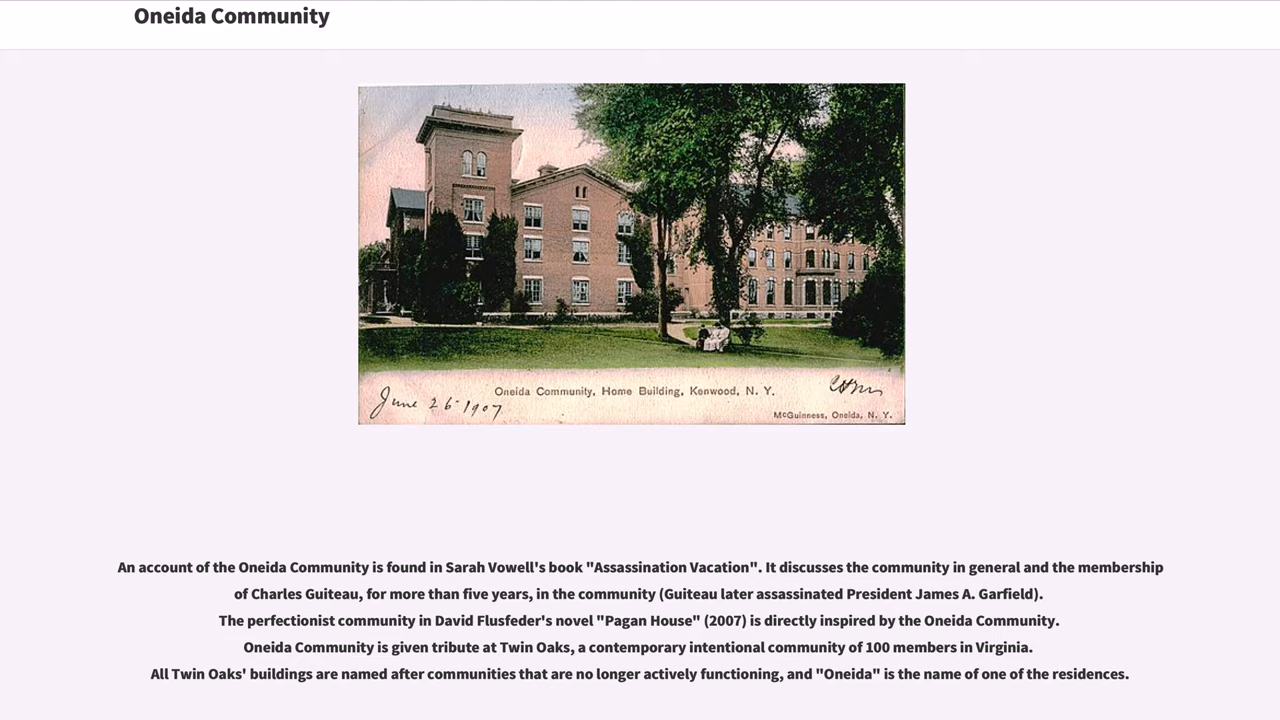 Oneida Community
Oneida Community, Home Building, Kenwood, N. Y.
June 26 1907
McGuinness, Oneida, N. Y.
An account of the Oneida Community is found in Sarah Vowell's book "Assassination Vacation". It discusses the community in general and the membership
of Charles Guiteau, for more than five years, in the community (Guiteau later assassinated President James A. Garfield).
The perfectionist community in David Flusfeder's novel "Pagan House" (2007) is directly inspired by the Oneida Community.
Oneida Community is given tribute at Twin Oaks, a contemporary intentional community of 100 members in Virginia.
All Twin Oaks' buildings are named after communities that are no longer actively functioning, and "Oneida" is the name of one of the residences.